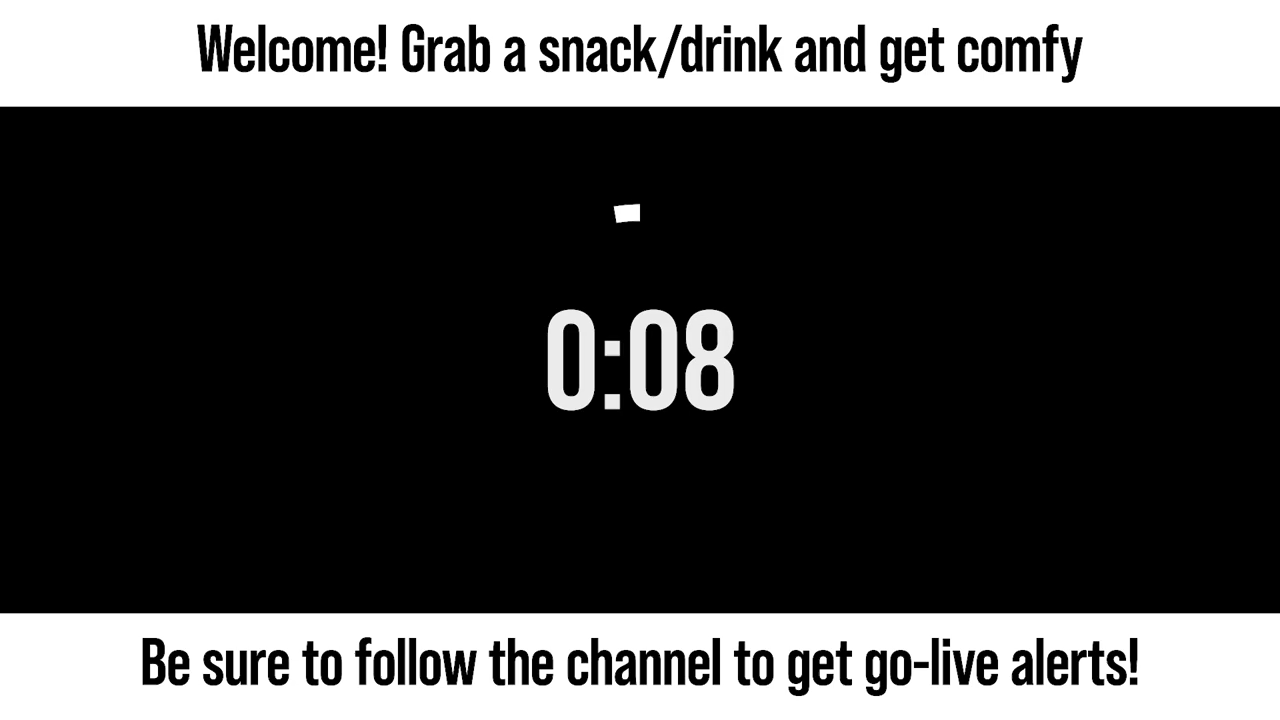 Welcome! Grab a snack/drink and get comfy
0:08
Be sure to follow the channel to get go-live alerts!